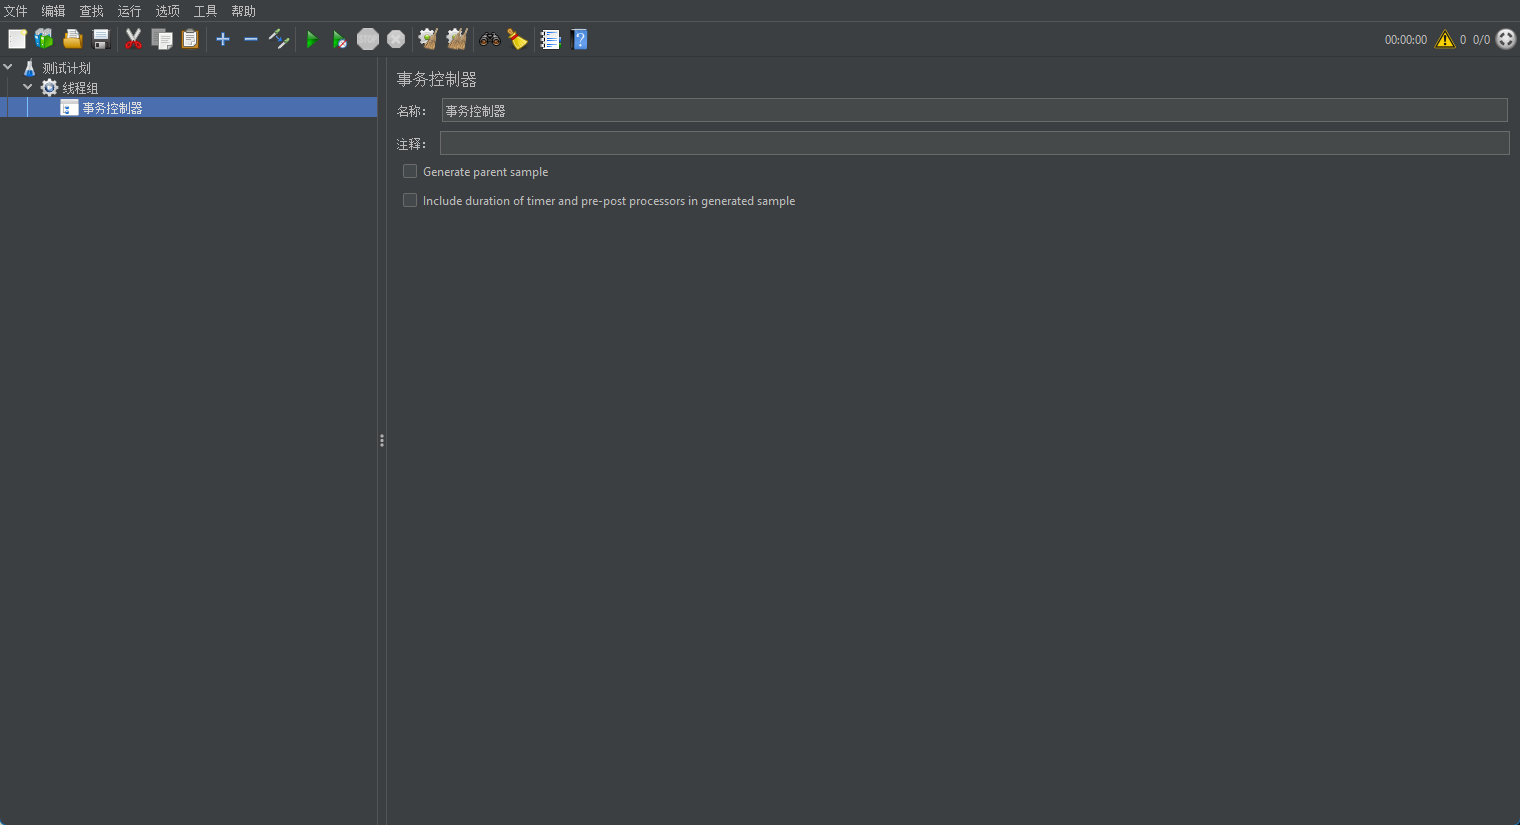 文件 编辑 查找 运行 选项 工具 帮助
00:00:00 0 0/0
测试计划
线程组
事务控制器
事务控制器
名称： 事务控制器
注释：
Generate parent sample
Include duration of timer and pre-post processors in generated sample